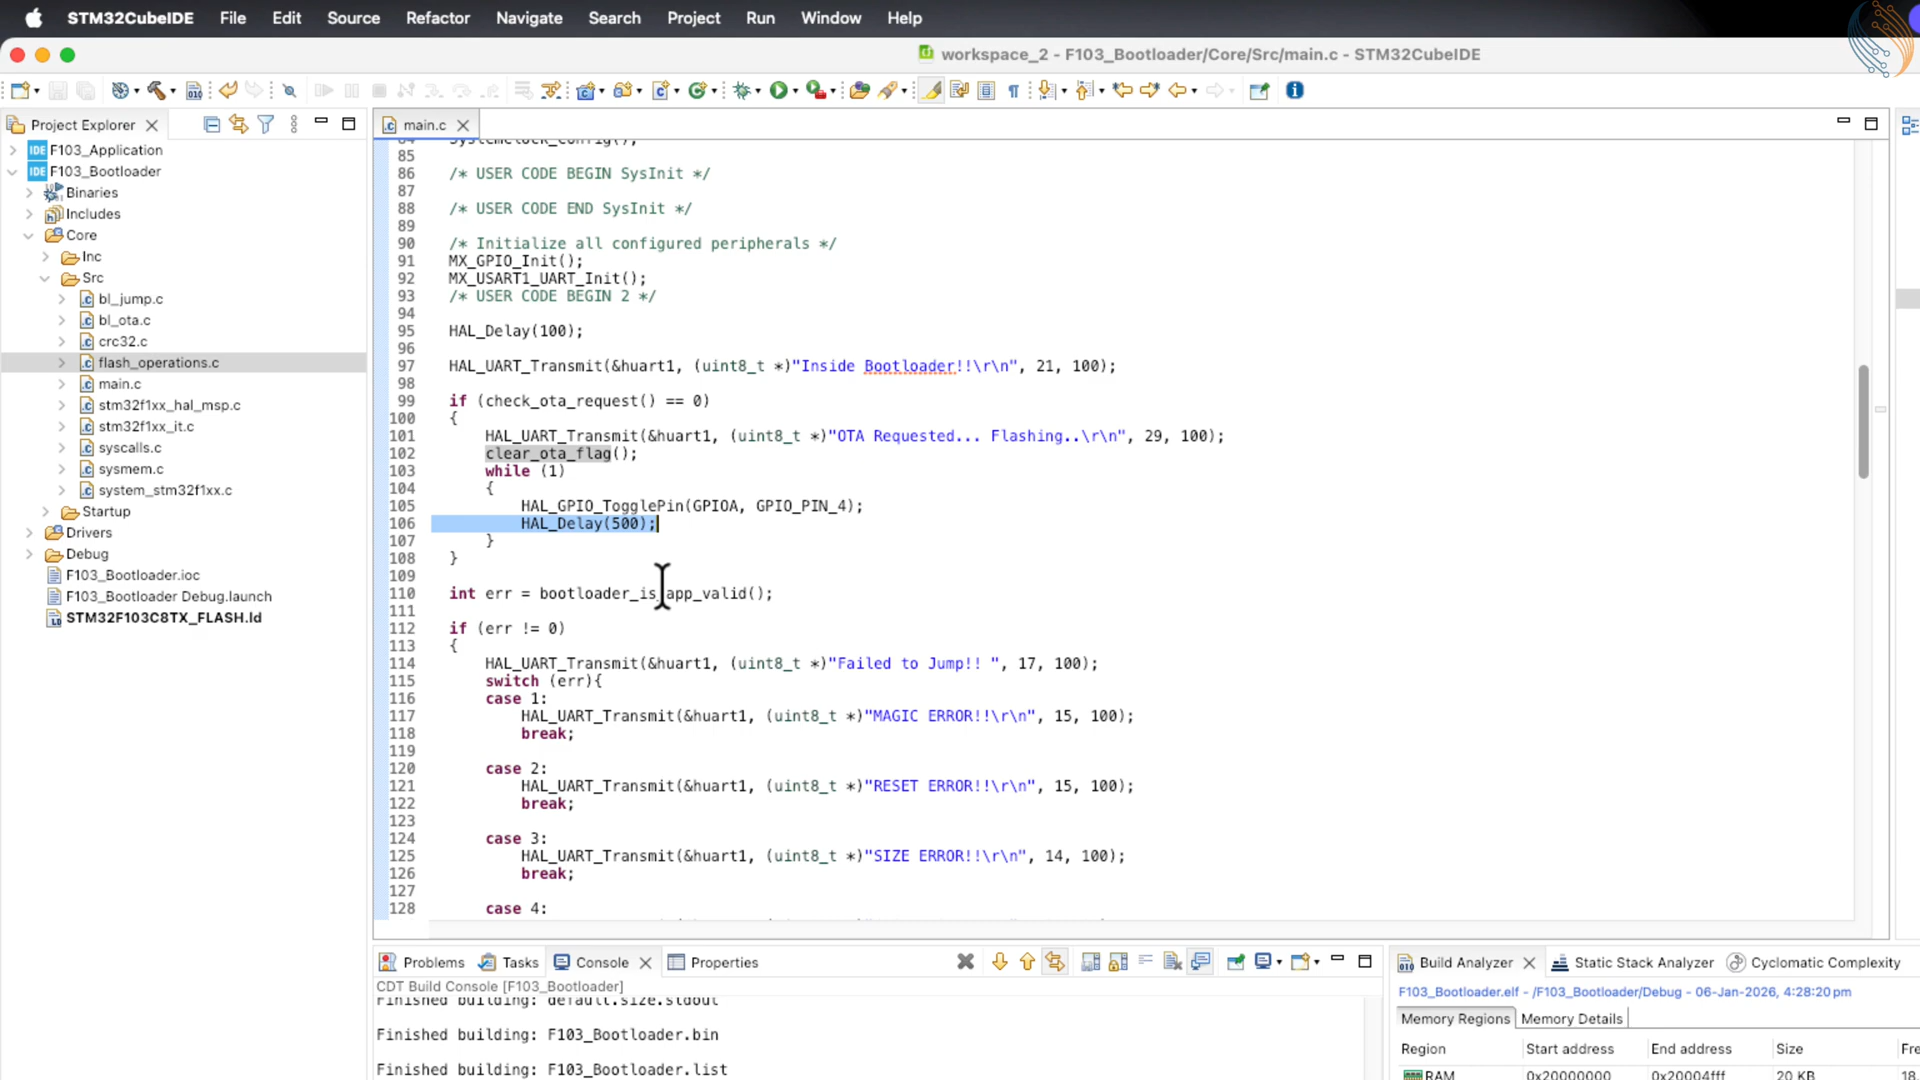 STM32CubeIDE File Edit Source Refactor Navigate Search Project Run Window Help
workspace_2 - F103_Bootloader/Core/Src/main.c - STM32CubeIDE
Project Explorer
F103_Application
F103_Bootloader
Binaries
Includes
Core
Inc
Src
bl_jump.c
bl_ota.c
crc32.c
flash_operations.c
main.c
stm32f1xx_hal_msp.c
stm32f1xx_it.c
syscalls.c
sysmem.c
system_stm32f1xx.c
Startup
Drivers
Debug
F103_Bootloader.ioc
F103_Bootloader Debug.launch
STM32F103C8TX_FLASH.ld
main.c
84 SystemClock_Config();
85
86 /* USER CODE BEGIN SysInit */
87
88 /* USER CODE END SysInit */
89
90 /* Initialize all configured peripherals */
91 MX_GPIO_Init();
92 MX_USART1_UART_Init();
93 /* USER CODE BEGIN 2 */
94
95 HAL_Delay(100);
96
97 HAL_UART_Transmit(&huart1, (uint8_t *)"Inside Bootloader!!\r\n", 21, 100);
98
99 if (check_ota_request() == 0)
100 {
101 HAL_UART_Transmit(&huart1, (uint8_t *)"OTA Requested... Flashing..\r\n", 29, 100);
102 clear_ota_flag();
103 while (1)
104 {
105 HAL_GPIO_TogglePin(GPIOA, GPIO_PIN_4);
106 HAL_Delay(500);
107 }
108 }
109
110 int err = bootloader_is_app_valid();
111
112 if (err != 0)
113 {
114 HAL_UART_Transmit(&huart1, (uint8_t *)"Failed to Jump!! ", 17, 100);
115 switch (err){
116 case 1:
117 HAL_UART_Transmit(&huart1, (uint8_t *)"MAGIC ERROR!!\r\n", 15, 100);
118 break;
119
120 case 2:
121 HAL_UART_Transmit(&huart1, (uint8_t *)"RESET ERROR!!\r\n", 15, 100);
122 break;
123
124 case 3:
125 HAL_UART_Transmit(&huart1, (uint8_t *)"SIZE ERROR!!\r\n", 14, 100);
126 break;
127
128 case 4:
Problems Tasks Console Properties
CDT Build Console [F103_Bootloader]
Finished building: default.size.stdout
Finished building: F103_Bootloader.bin
Finished building: F103_Bootloader.list
Build Analyzer Static Stack Analyzer Cyclomatic Complexity
F103_Bootloader.elf - /F103_Bootloader/Debug - 06-Jan-2026, 4:28:20 pm
Memory Regions Memory Details
Region Start address End address Size Fre
RAM 0x20000000 0x20004fff 20 KB 18.